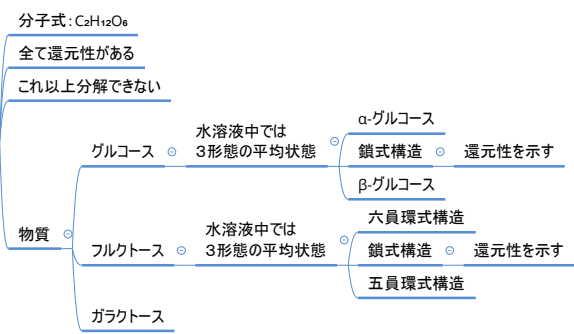 分子式：C₂H₁₂O₆
全て還元性がある
これ以上分解できない
物質
グルコース
水溶液中では
３形態の平均状態
α-グルコース
鎖式構造
還元性を示す
β-グルコース
フルクトース
水溶液中では
３形態の平均状態
六員環式構造
鎖式構造
還元性を示す
五員環式構造
ガラクトース